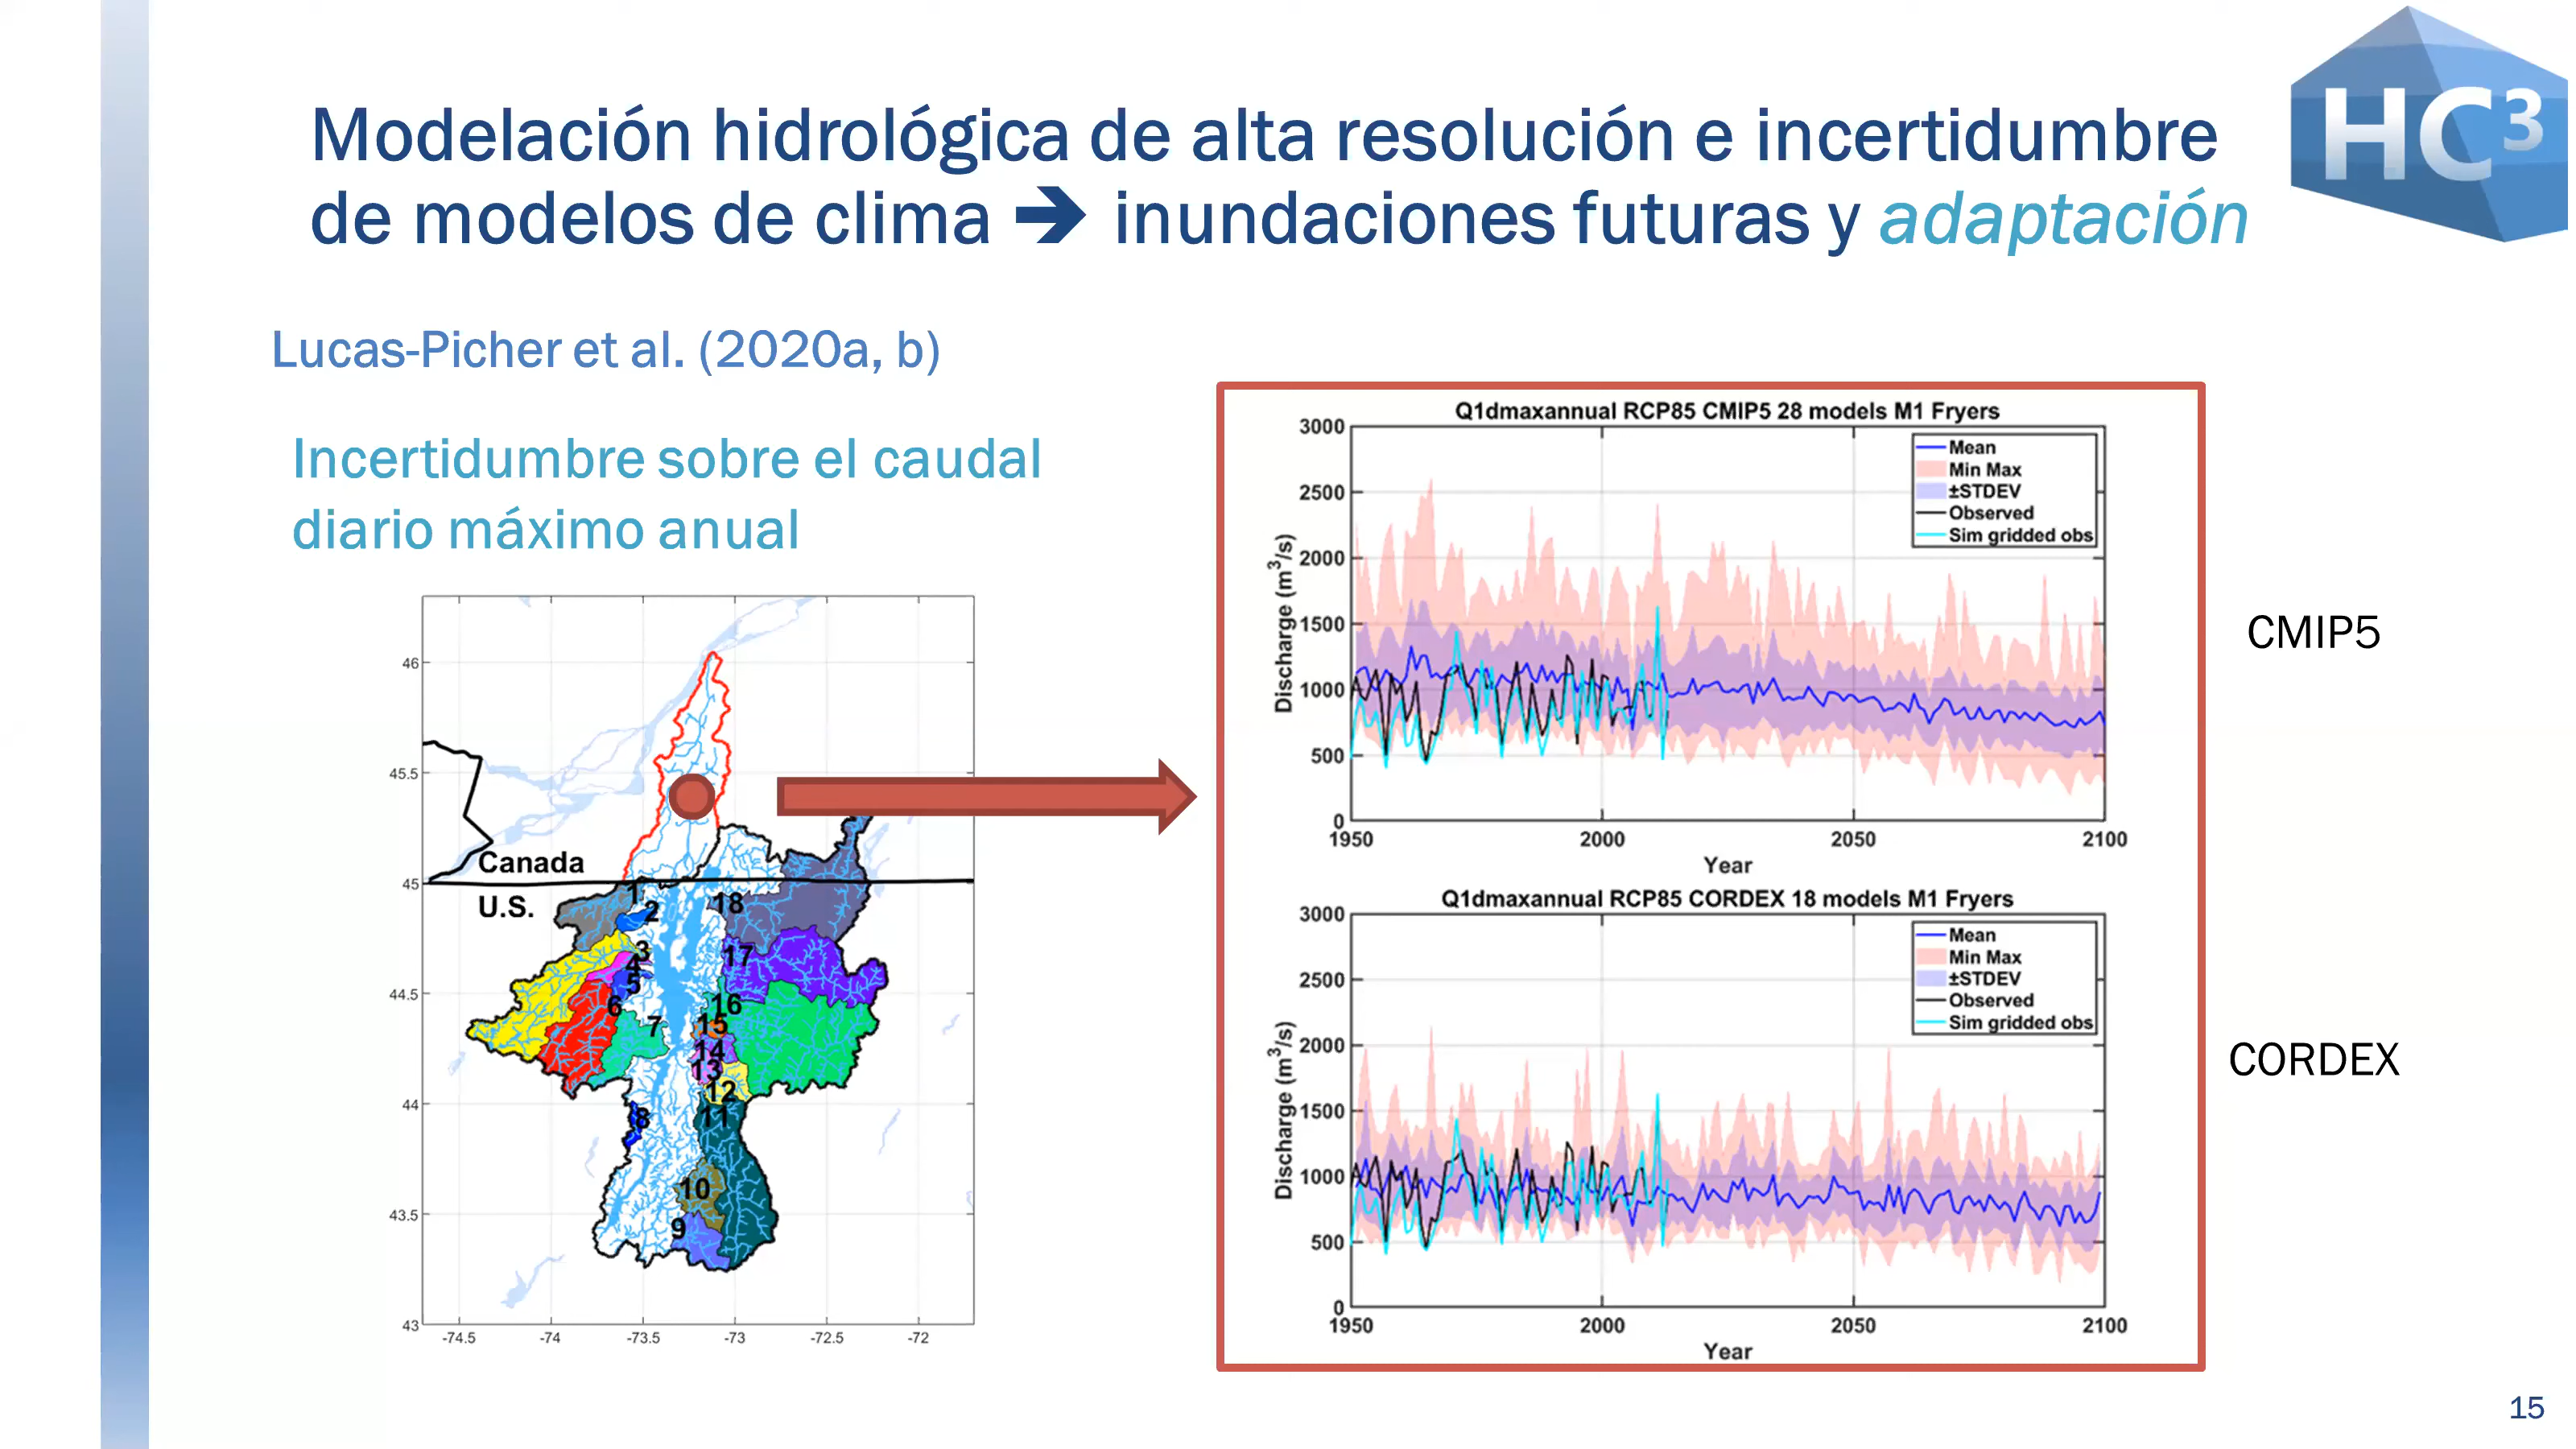 HC³
Modelación hidrológica de alta resolución e incertidumbre
de modelos de clima ➔ inundaciones futuras y adaptación
Lucas-Picher et al. (2020a, b)
Incertidumbre sobre el caudal
diario máximo anual
46
45.5
45
44.5
44
43.5
43
-74.5
-74
-73.5
-73
-72.5
-72
Canada
U.S.
1
2
3
4
5
6
7
8
9
10
11
12
13
14
15
16
17
18
Q1dmaxannual RCP85 CMIP5 28 models M1 Fryers
Discharge (m³/s)
3000
2500
2000
1500
1000
500
0
Mean
Min Max
±STDEV
Observed
Sim gridded obs
1950
2000
2050
2100
Year
CMIP5
Q1dmaxannual RCP85 CORDEX 18 models M1 Fryers
Discharge (m³/s)
3000
2500
2000
1500
1000
500
0
Mean
Min Max
±STDEV
Observed
Sim gridded obs
1950
2000
2050
2100
Year
CORDEX
15